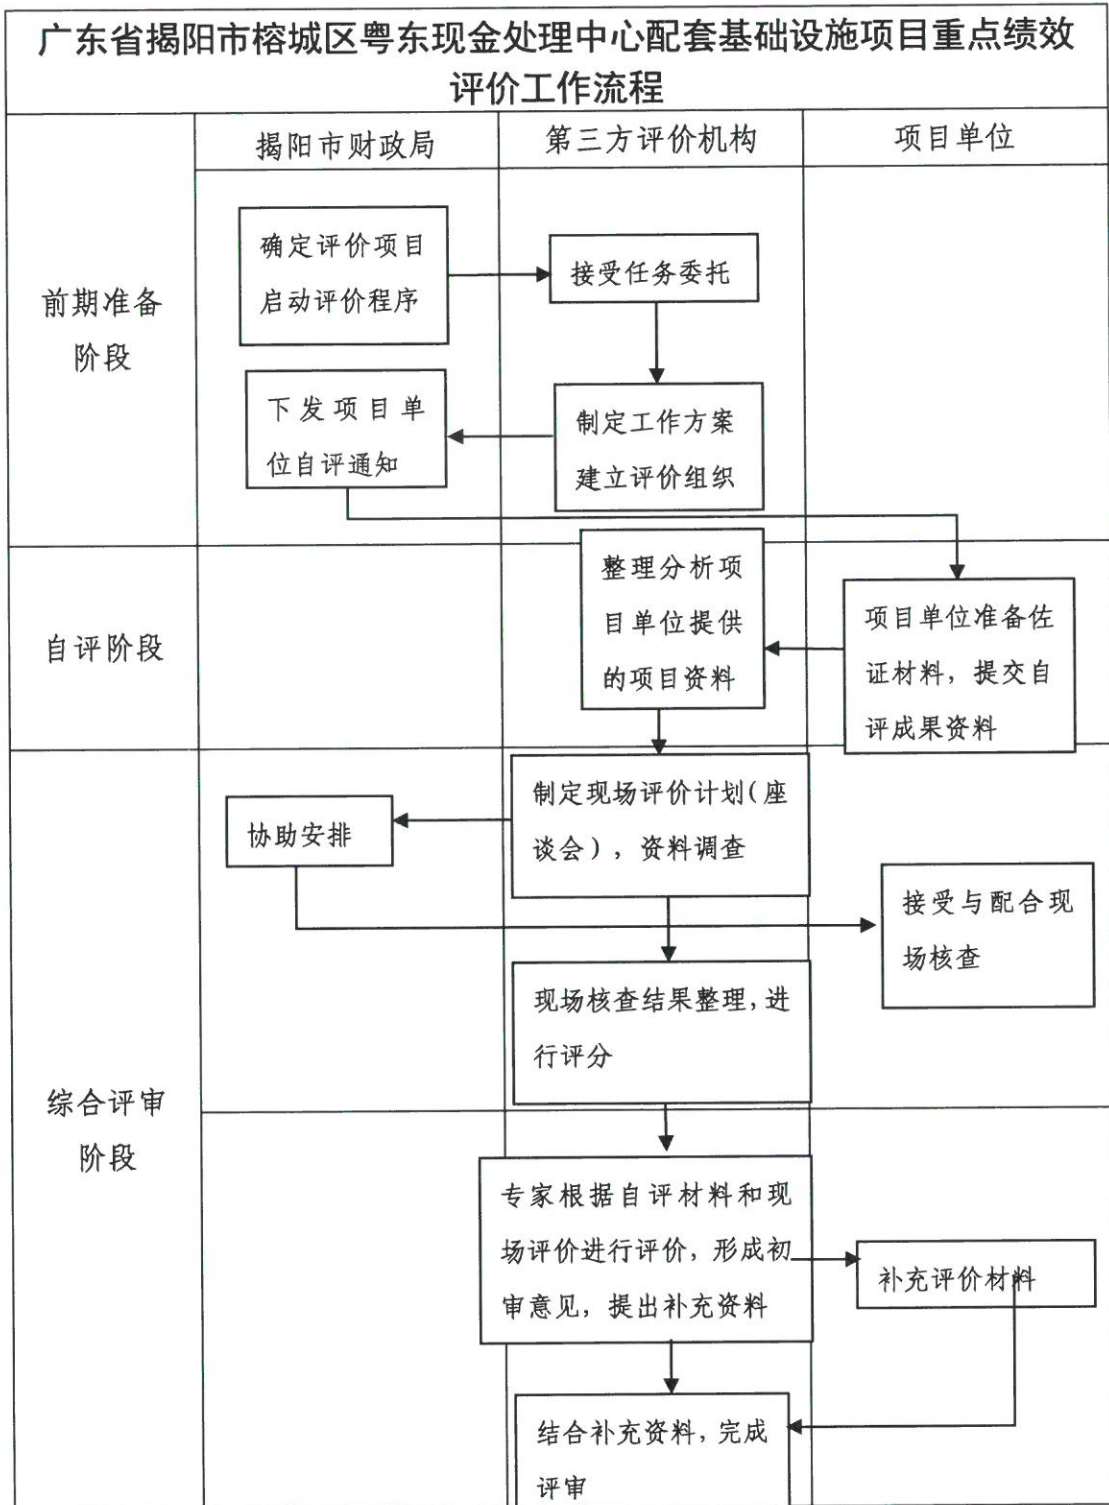 广东省揭阳市榕城区粤东现金处理中心配套基础设施项目重点绩效
评价工作流程
揭阳市财政局
第三方评价机构
项目单位
前期准备
阶段
确定评价项目
启动评价程序
接受任务委托
下发项目单
位自评通知
制定工作方案
建立评价组织
自评阶段
整理分析项
目单位提供
的项目资料
项目单位准备佐
证材料，提交自
评成果资料
综合评审
阶段
协助安排
制定现场评价计划（座
谈会），资料调查
接受与配合现
场核查
现场核查结果整理，进
行评分
专家根据自评材料和现
场评价进行评价，形成初
审意见，提出补充资料
补充评价材料
结合补充资料，完成
评审